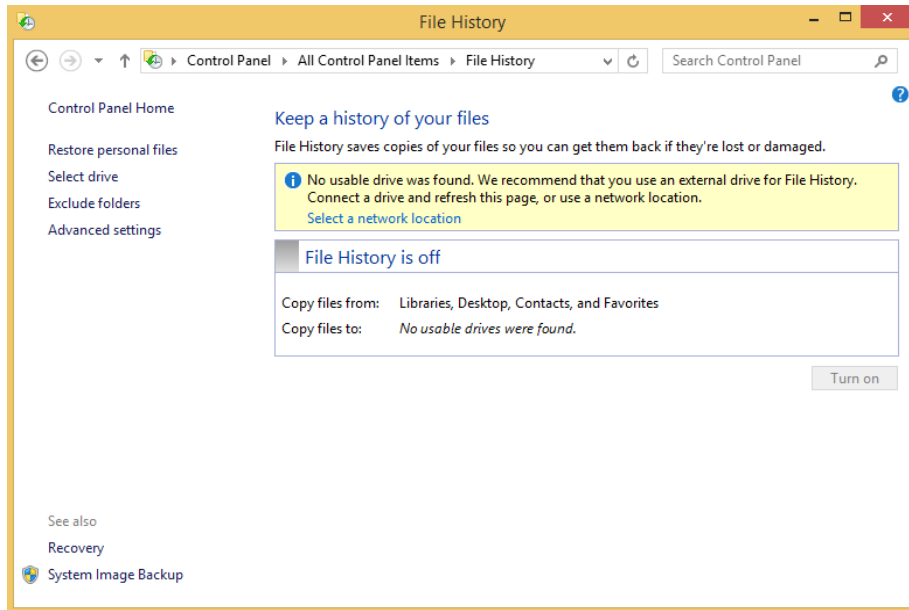 File History
Control Panel All Control Panel Items File History
Search Control Panel
Control Panel Home
Restore personal files
Select drive
Exclude folders
Advanced settings
Keep a history of your files
File History saves copies of your files so you can get them back if they're lost or damaged.
No usable drive was found. We recommend that you use an external drive for File History.
Connect a drive and refresh this page, or use a network location.
Select a network location
File History is off
Copy files from: Libraries, Desktop, Contacts, and Favorites
Copy files to: No usable drives were found.
Turn on
See also
Recovery
System Image Backup